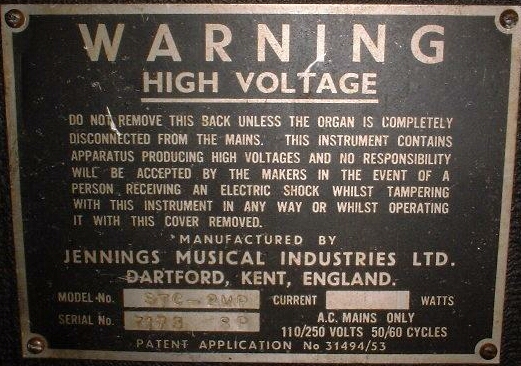 WARNING
HIGH VOLTAGE
DO NOT REMOVE THIS BACK UNLESS THE ORGAN IS COMPLETELY
DISCONNECTED FROM THE MAINS. THIS INSTRUMENT CONTAINS
APPARATUS PRODUCING HIGH VOLTAGES AND NO RESPONSIBILITY
WILL BE ACCEPTED BY THE MAKERS IN THE EVENT OF A
PERSON RECEIVING AN ELECTRIC SHOCK WHILST TAMPERING
WITH THIS INSTRUMENT IN ANY WAY OR WHILST OPERATING
IT WITH THIS COVER REMOVED.
MANUFACTURED BY
JENNINGS MUSICAL INDUSTRIES LTD.
DARTFORD, KENT, ENGLAND.
MODEL-No. CURRENT WATTS
SERIAL No. A.C. MAINS ONLY
110/250 VOLTS 50/60 CYCLES
PATENT APPLICATION No 31494/53